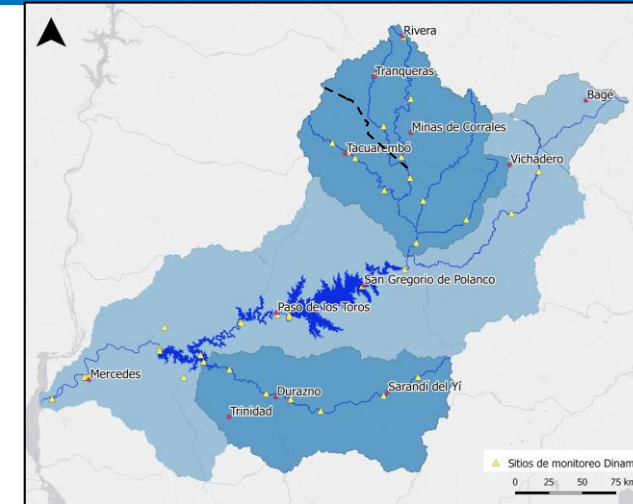 Rivera
Tranqueras
Bagé
Minas de Corrales
Tacuarembó
Vichadero
San Gregorio de Polanco
Paso de los Toros
Mercedes
Durazno
Sarandí del Yí
Trinidad
Sitios de monitoreo Dinam
0 25 50 75 km